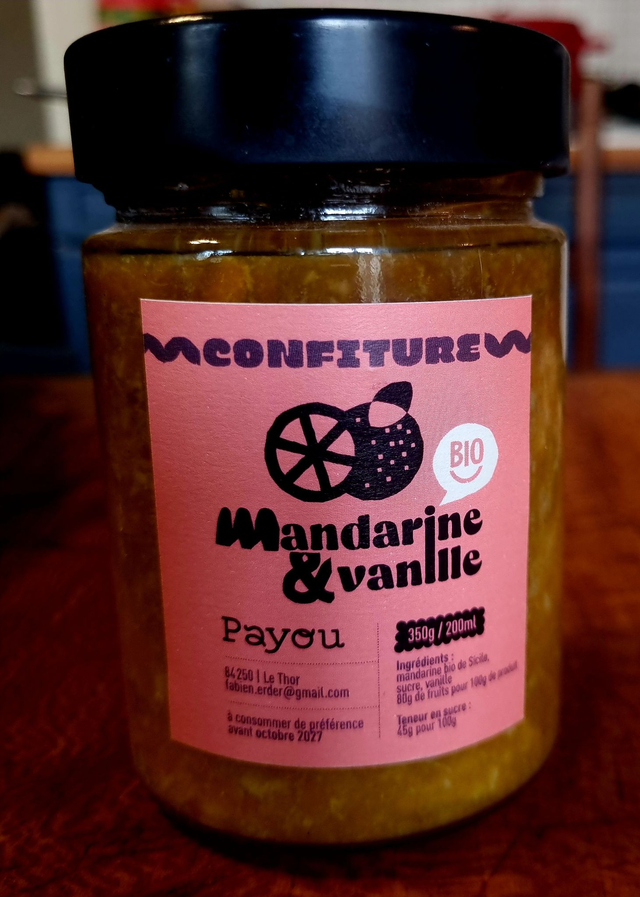 CONFITURE
BIO
Mandarine
& vanille
Payou
84250 | Le Thor
fabien.erder@gmail.com
à consommer de préférence
avant octobre 2027
350g/200ml
Ingrédients :
mandarine bio de Sicile,
sucre, vanille
80g de fruits pour 100g de produit
Teneur en sucre :
45g pour 100g